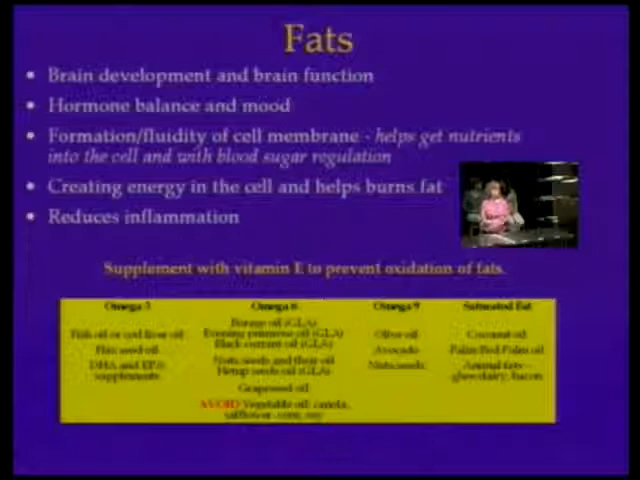 Fats
• Brain development and brain function
• Hormone balance and mood
• Formation/fluidity of cell membrane - helps get nutrients
into the cell and with blood sugar regulation
• Creating energy in the cell and helps burns fat
• Reduces inflammation
Supplement with vitamin E to prevent oxidation of fats.
Omega 3 Omega 6 Omega 9 Saturated Fat
Borage oil (GLA)
Fish oil or cod liver oil Evening primrose oil (GLA) Olive oil Coconut oil
Black currant oil (GLA)
Flax seed oil Avocado Palm/Red Palm oil
Nuts, seeds and their oil
DHA and EPA Hemp seeds oil (GLA) Nuts, seeds Animal fats -
supplements ghee, dairy, bacon
Grapeseed oil
AVOID Vegetable oil: canola,
safflower, corn, soy